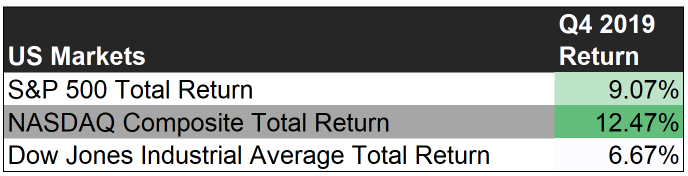 US Markets Q4 2019 Return
S&P 500 Total Return 9.07%
NASDAQ Composite Total Return 12.47%
Dow Jones Industrial Average Total Return 6.67%